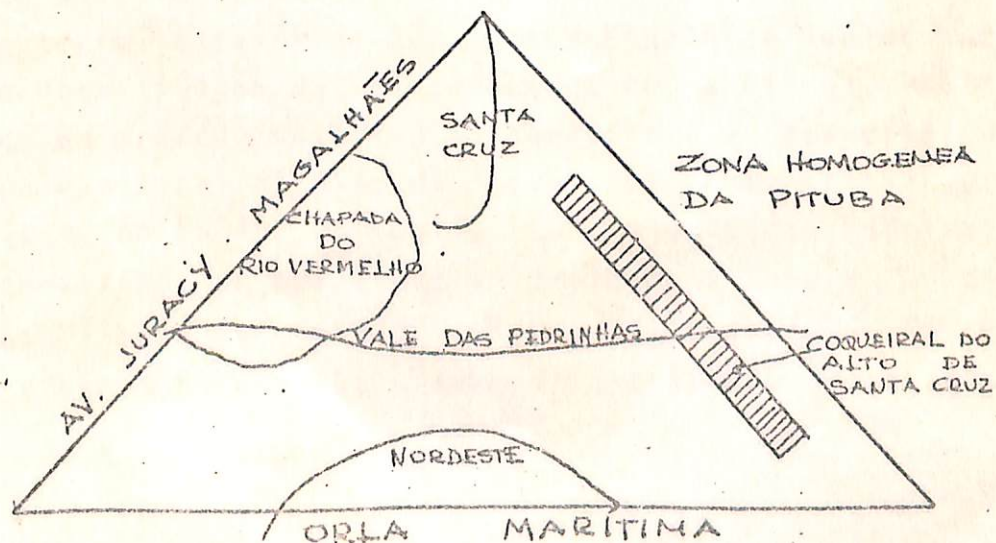 AV. JURACY MAGALHÃES
SANTA
CRUZ
ZONA HOMOGENEA
DA PITUBA
CHAPADA
DO
RIO VERMELHO
VALE DAS PEDRINHAS
COQUEIRAL DO
ALTO DE
SANTA CRUZ
NORDESTE
ORLA MARÍTIMA